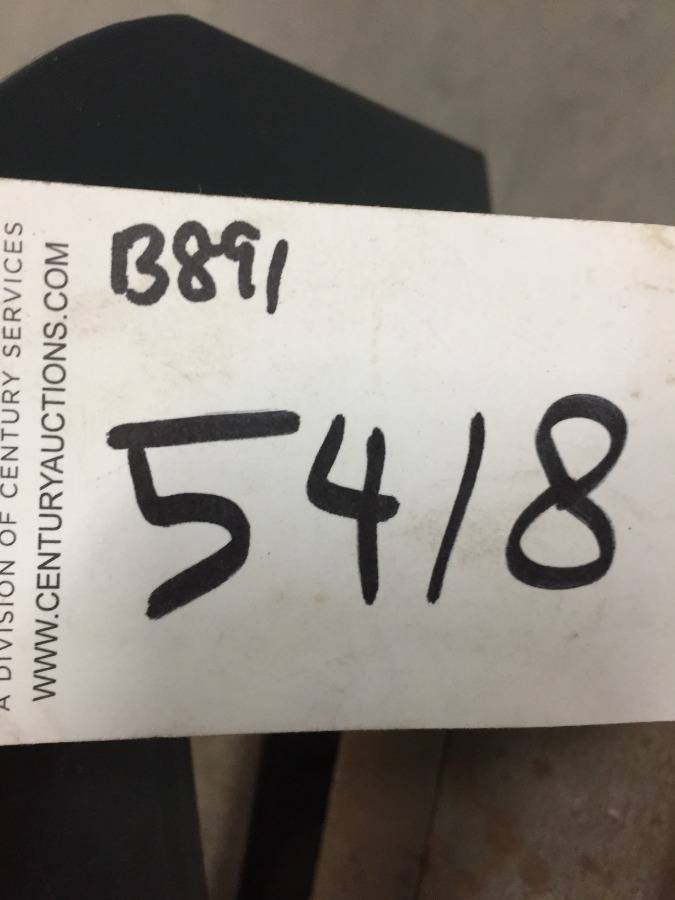 A DIVISION OF CENTURY SERVICES
WWW.CENTURYAUCTIONS.COM
B891
5418